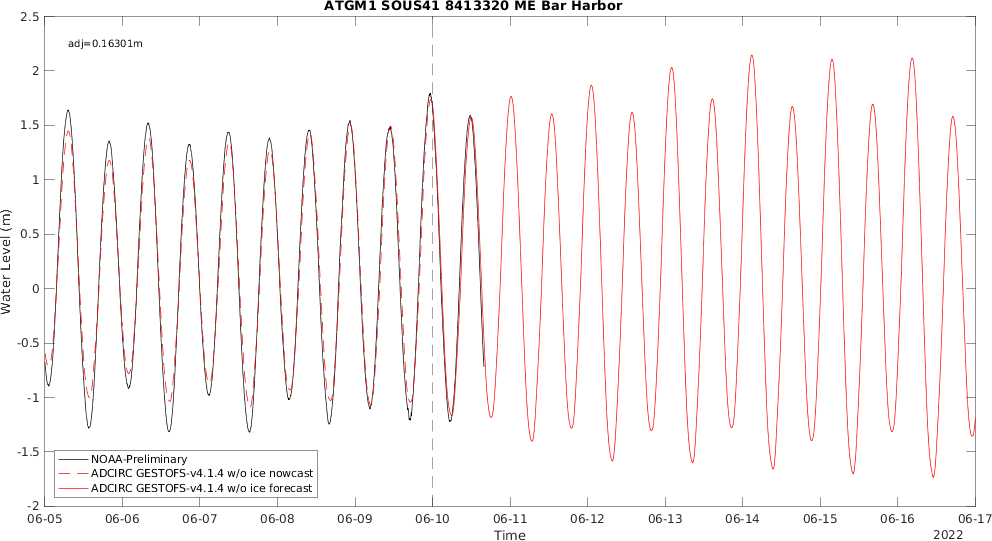 ATGM1 SOUS41 8413320 ME Bar Harbor
adj=0.16301m
2.5
2
1.5
1
0.5
0
-0.5
-1
-1.5
-2
Water Level (m)
NOAA-Preliminary
ADCIRC GESTOFS-v4.1.4 w/o ice nowcast
ADCIRC GESTOFS-v4.1.4 w/o ice forecast
06-05 06-06 06-07 06-08 06-09 06-10 06-11 06-12 06-13 06-14 06-15 06-16 06-17
Time
2022